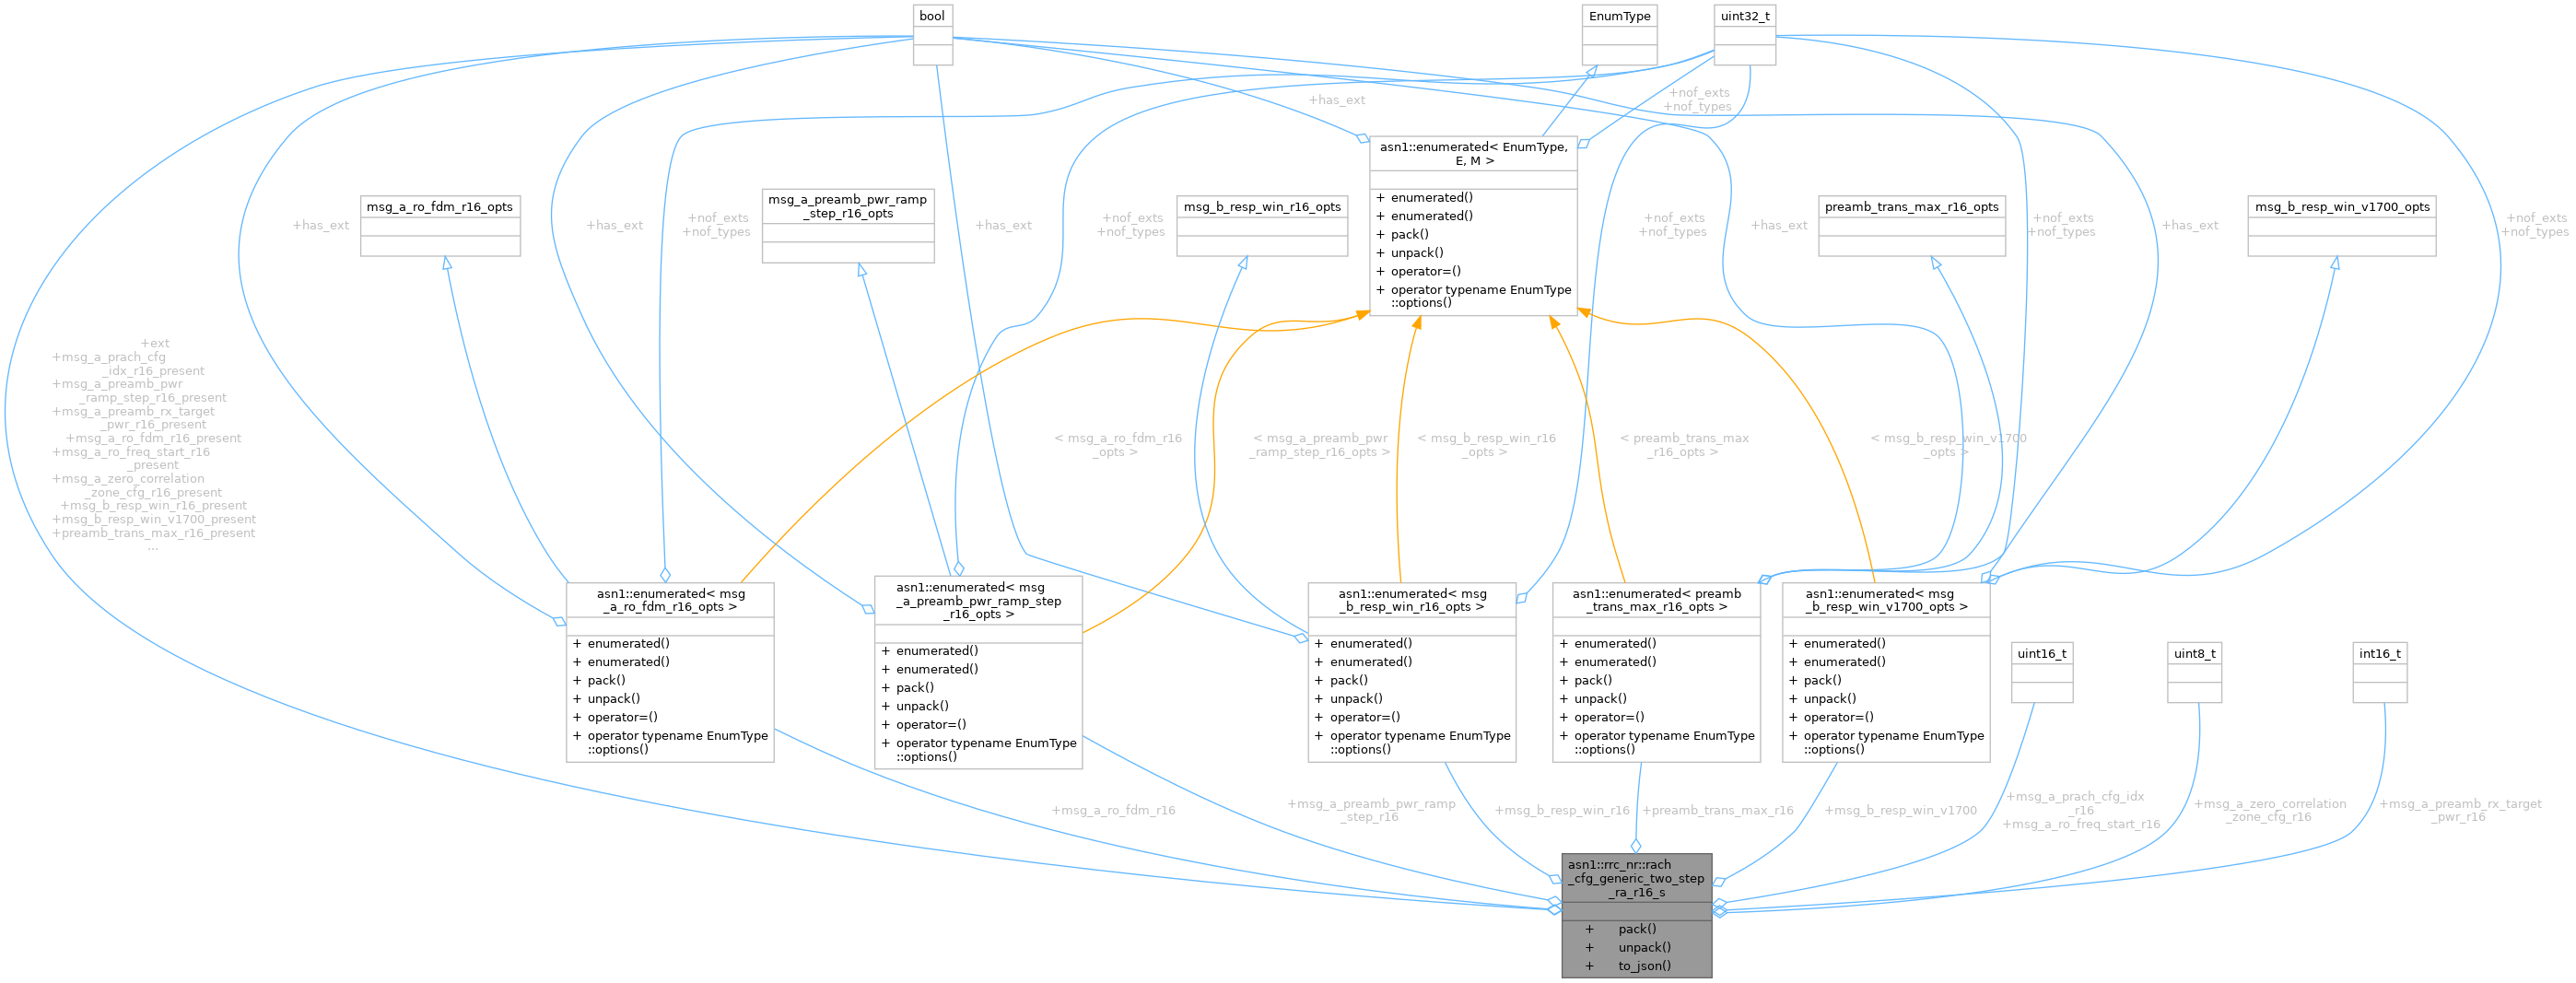 bool
EnumType
uint32_t
+has_ext
+nof_exts
+nof_types
asn1::enumerated< EnumType,
E, M >
+ enumerated()
+ enumerated()
+ pack()
+ unpack()
+ operator=()
+ operator typename EnumType
::options()
msg_a_ro_fdm_r16_opts
msg_a_preamb_pwr_ramp
_step_r16_opts
msg_b_resp_win_r16_opts
preamb_trans_max_r16_opts
msg_b_resp_win_v1700_opts
+has_ext
+has_ext
+nof_exts
+nof_types
+has_ext
+nof_exts
+nof_types
+nof_exts
+nof_types
+has_ext
+nof_exts
+nof_types
+has_ext
+nof_exts
+nof_types
+ext
+msg_a_prach_cfg
_idx_r16_present
+msg_a_preamb_pwr
_ramp_step_r16_present
+msg_a_preamb_rx_target
_pwr_r16_present
+msg_a_ro_fdm_r16_present
+msg_a_ro_freq_start_r16
_present
+msg_a_zero_correlation
_zone_cfg_r16_present
+msg_b_resp_win_r16_present
+msg_b_resp_win_v1700_present
+preamb_trans_max_r16_present
...
< msg_a_ro_fdm_r16
_opts >
< msg_a_preamb_pwr
_ramp_step_r16_opts >
< msg_b_resp_win_r16
_opts >
< preamb_trans_max
_r16_opts >
< msg_b_resp_win_v1700
_opts >
asn1::enumerated< msg
_a_ro_fdm_r16_opts >
+ enumerated()
+ enumerated()
+ pack()
+ unpack()
+ operator=()
+ operator typename EnumType
::options()
asn1::enumerated< msg
_a_preamb_pwr_ramp_step
_r16_opts >
+ enumerated()
+ enumerated()
+ pack()
+ unpack()
+ operator=()
+ operator typename EnumType
::options()
asn1::enumerated< msg
_b_resp_win_r16_opts >
+ enumerated()
+ enumerated()
+ pack()
+ unpack()
+ operator=()
+ operator typename EnumType
::options()
asn1::enumerated< preamb
_trans_max_r16_opts >
+ enumerated()
+ enumerated()
+ pack()
+ unpack()
+ operator=()
+ operator typename EnumType
::options()
asn1::enumerated< msg
_b_resp_win_v1700_opts >
+ enumerated()
+ enumerated()
+ pack()
+ unpack()
+ operator=()
+ operator typename EnumType
::options()
uint16_t
uint8_t
int16_t
+msg_a_ro_fdm_r16
+msg_a_preamb_pwr_ramp
_step_r16
+msg_b_resp_win_r16
+preamb_trans_max_r16
+msg_b_resp_win_v1700
+msg_a_prach_cfg_idx
_r16
+msg_a_ro_freq_start_r16
+msg_a_zero_correlation
_zone_cfg_r16
+msg_a_preamb_rx_target
_pwr_r16
asn1::rrc_nr::rach
_cfg_generic_two_step
_ra_r16_s
+ pack()
+ unpack()
+ to_json()